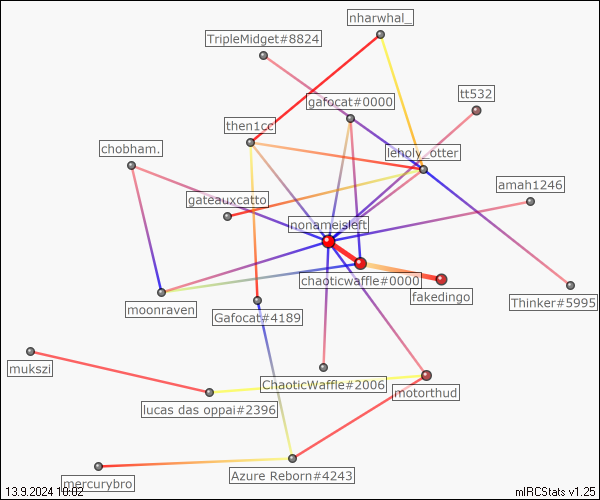 nharwhal_
TripleMidget#8824
tt532
gafocat#0000
then1cc
chobham.
leholy_otter
amah1246
gateauxcatto
nonameisleft
chaoticwaffle#0000
fakedingo
Thinker#5995
moonraven
Gafocat#4189
mukszi
ChaoticWaffle#2006
motorthud
lucas das oppai#2396
Azure Reborn#4243
mercurybro
13.9.2024 10:02
mIRCStats v1.25